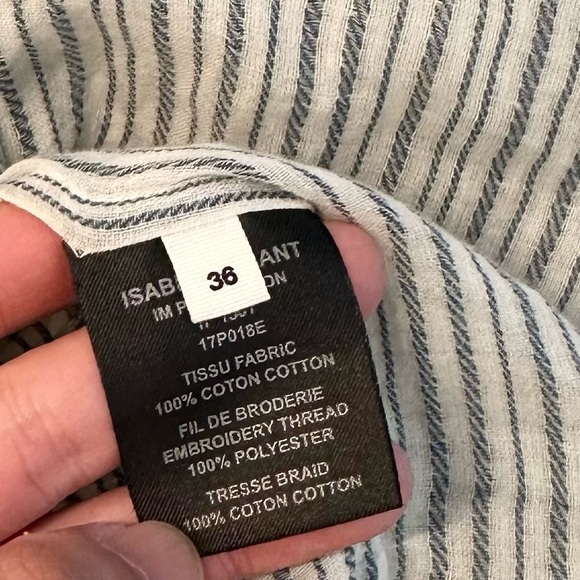 36
17P018E
TISSU FABRIC
100% COTON COTTON
FIL DE BRODERIE
EMBROIDERY THREAD
100% POLYESTER
TRESSE BRAID
100% COTON COTTON